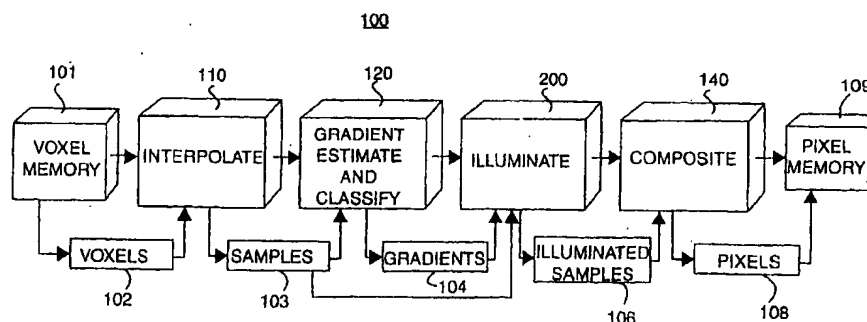 100
101
110
120
200
140
109
VOXEL
MEMORY
INTERPOLATE
GRADIENT
ESTIMATE
AND
CLASSIFY
ILLUMINATE
COMPOSITE
PIXEL
MEMORY
VOXELS
SAMPLES
GRADIENTS
ILLUMINATED
SAMPLES
PIXELS
102
103
104
106
108